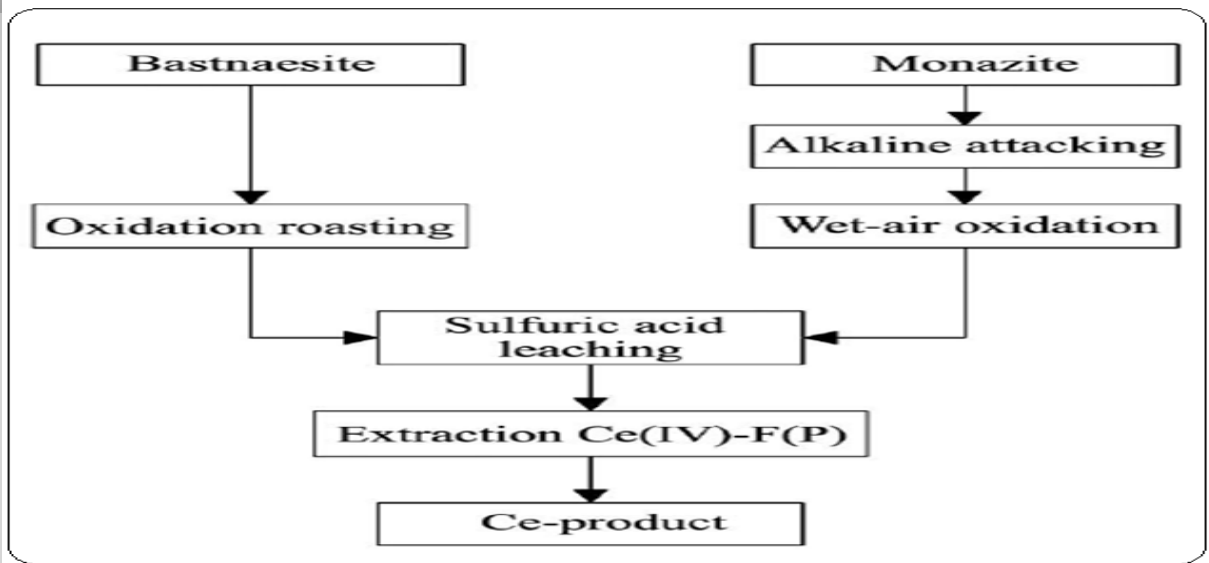 Bastnaesite
Monazite
Alkaline attacking
Oxidation roasting
Wet-air oxidation
Sulfuric acid
leaching
Extraction Ce(IV)-F(P)
Ce-product